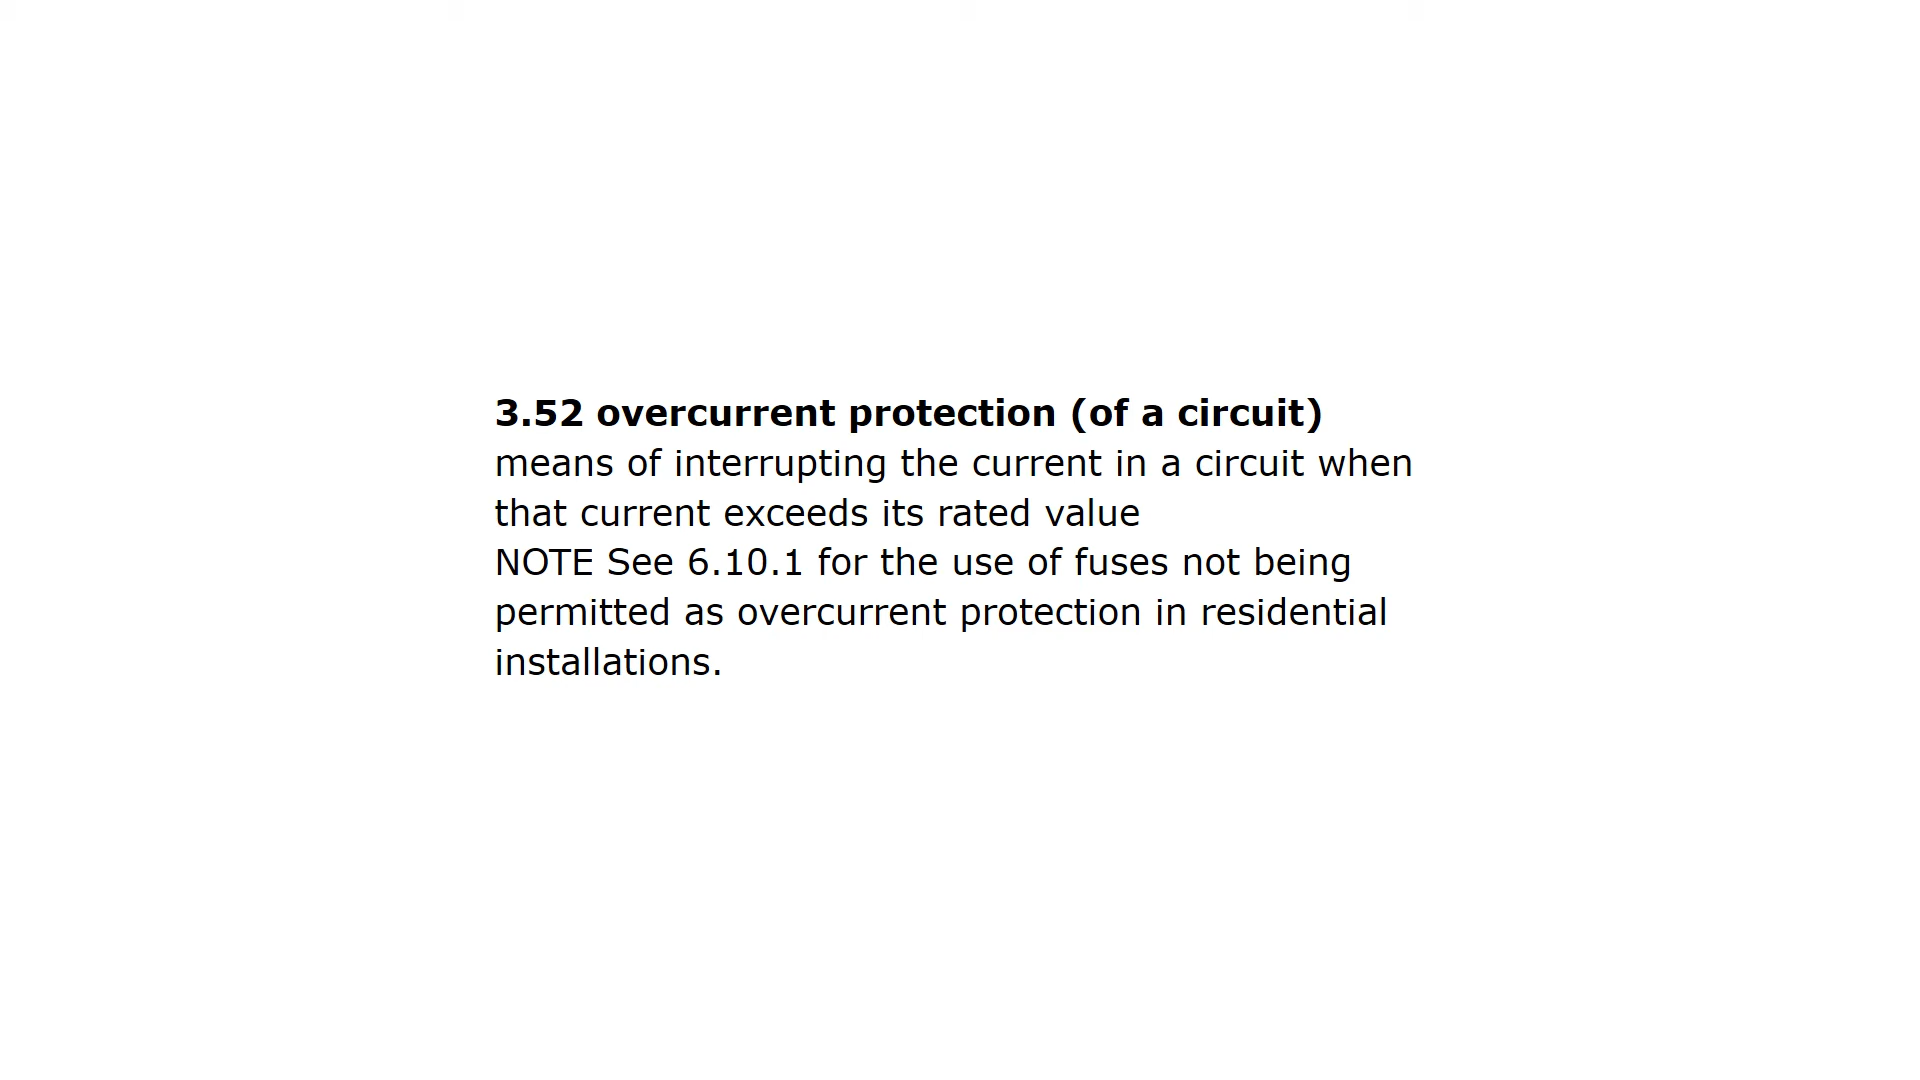 3.52 overcurrent protection (of a circuit)
means of interrupting the current in a circuit when
that current exceeds its rated value
NOTE See 6.10.1 for the use of fuses not being
permitted as overcurrent protection in residential
installations.